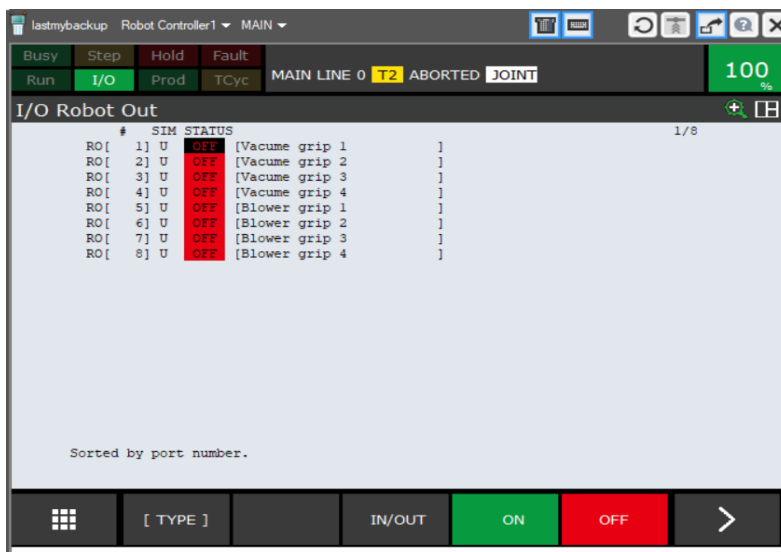 lastmybackup Robot Controller1 MAIN
Busy Step Hold Fault
Run I/O Prod TCyc
MAIN LINE 0 T2 ABORTED JOINT
100 %
I/O Robot Out
# SIM STATUS 1/8
RO[ 1] U OFF [Vacume grip 1 ]
RO[ 2] U OFF [Vacume grip 2 ]
RO[ 3] U OFF [Vacume grip 3 ]
RO[ 4] U OFF [Vacume grip 4 ]
RO[ 5] U OFF [Blower grip 1 ]
RO[ 6] U OFF [Blower grip 2 ]
RO[ 7] U OFF [Blower grip 3 ]
RO[ 8] U OFF [Blower grip 4 ]
Sorted by port number.
[ TYPE ] IN/OUT ON OFF >